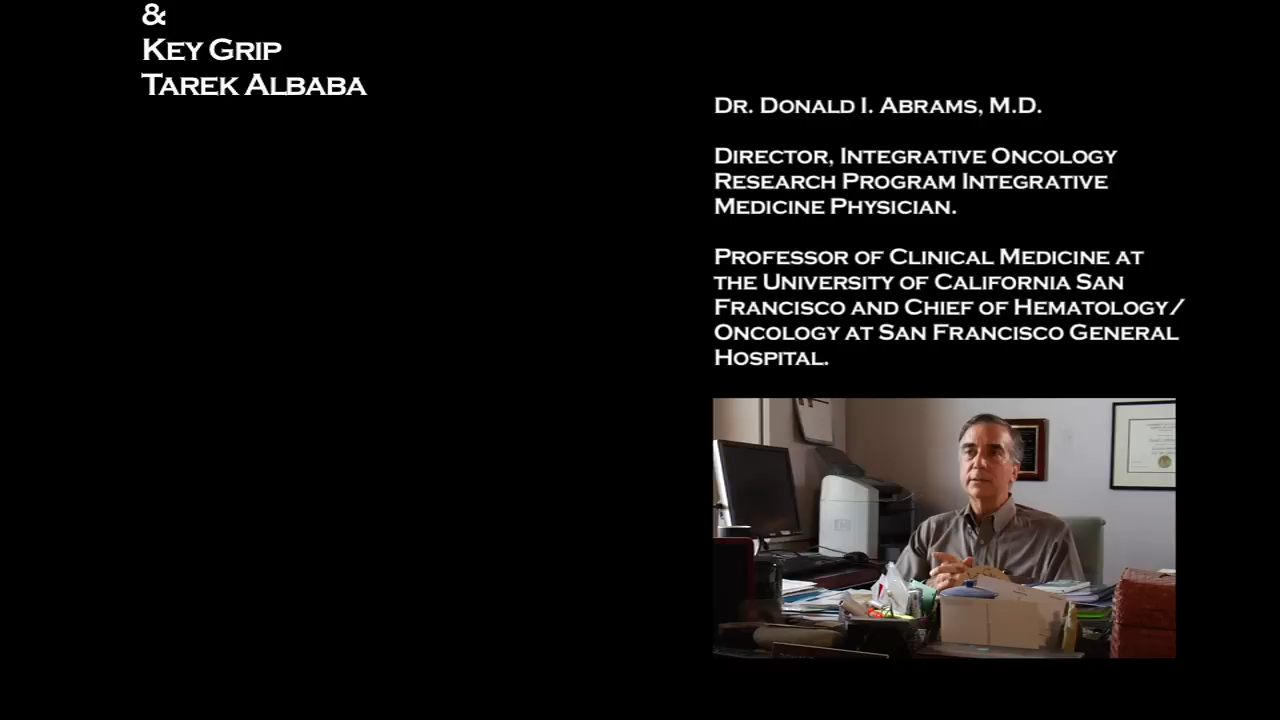 &
KEY GRIP
TAREK ALBABA
DR. DONALD I. ABRAMS, M.D.
DIRECTOR, INTEGRATIVE ONCOLOGY
RESEARCH PROGRAM INTEGRATIVE
MEDICINE PHYSICIAN.
PROFESSOR OF CLINICAL MEDICINE AT
THE UNIVERSITY OF CALIFORNIA SAN
FRANCISCO AND CHIEF OF HEMATOLOGY/
ONCOLOGY AT SAN FRANCISCO GENERAL
HOSPITAL.